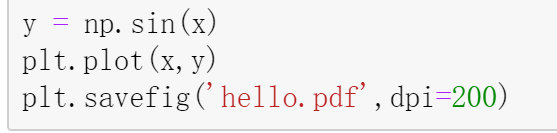 y = np.sin(x)
plt.plot(x,y)
plt.savefig('hello.pdf',dpi=200)